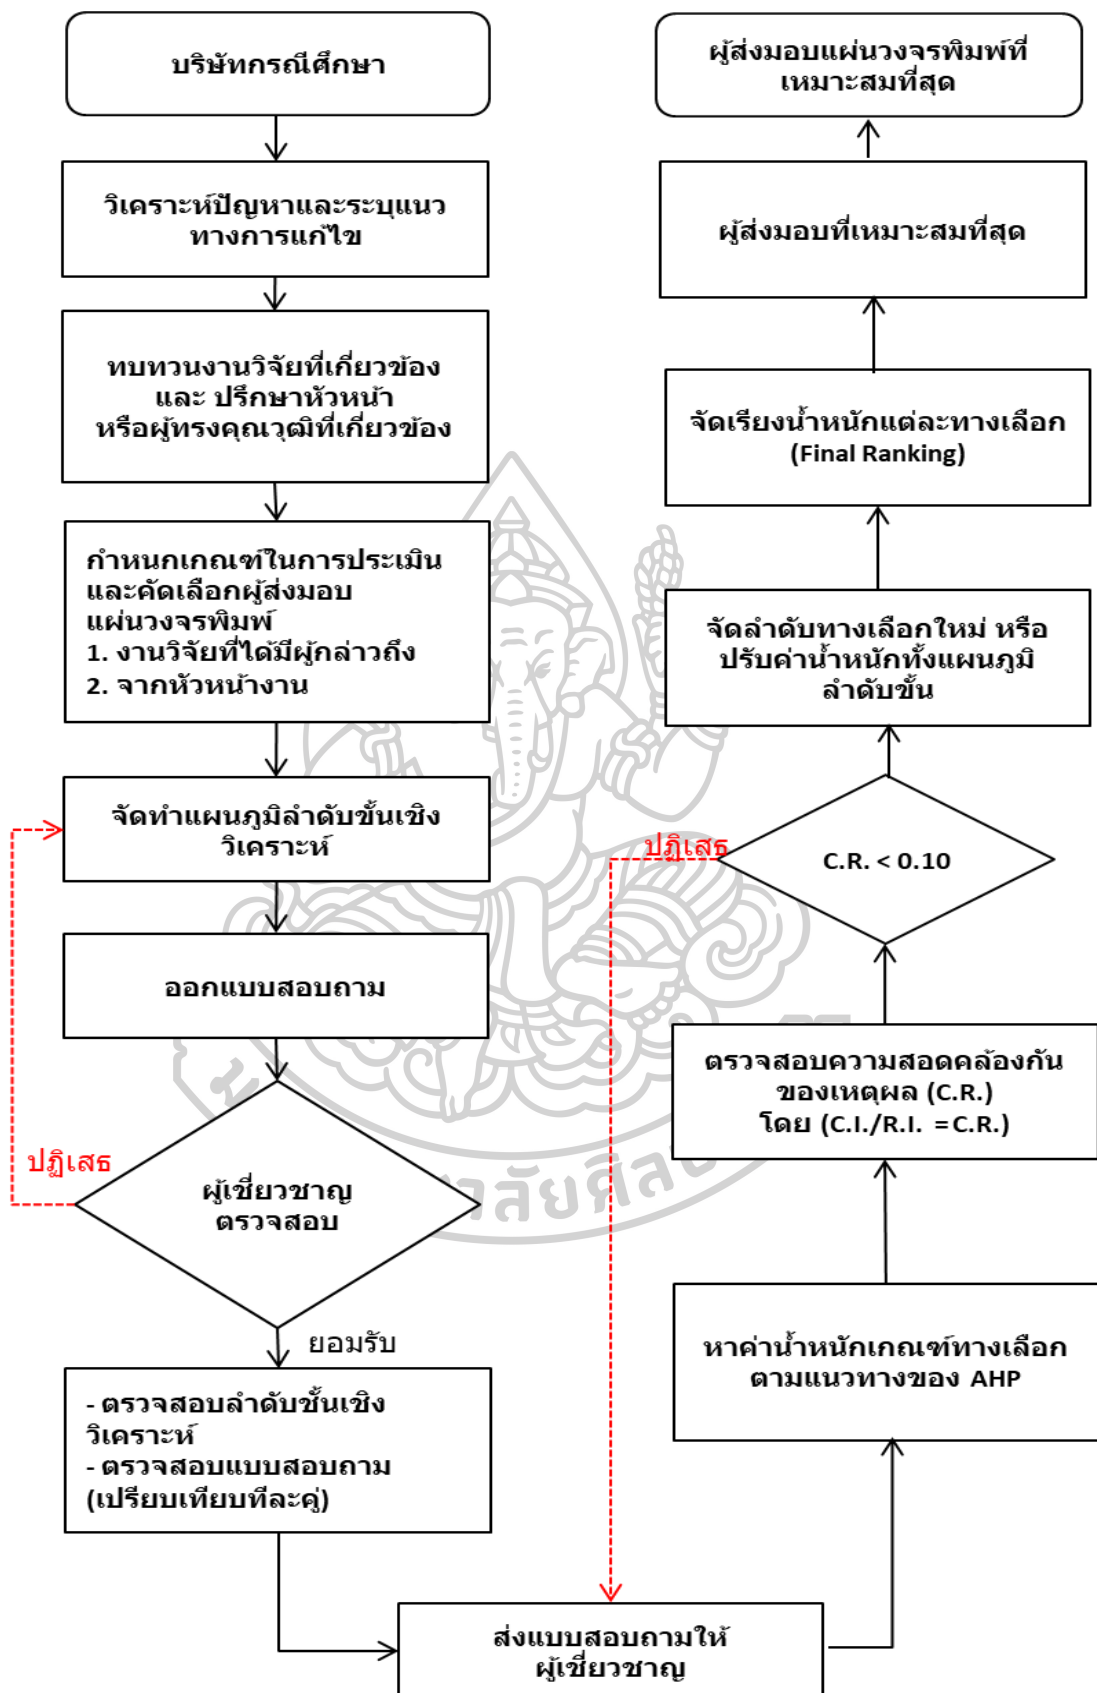 บริษัทกรณีศึกษา
วิเคราะห์ปัญหาและระบุแนว
ทางการแก้ไข
ทบทวนงานวิจัยที่เกี่ยวข้อง
และ ปรึกษาหัวหน้า
หรือผู้ทรงคุณวุฒิที่เกี่ยวข้อง
กำหนกเกณฑ์ในการประเมิน
และคัดเลือกผู้ส่งมอบ
แผ่นวงจรพิมพ์
1. งานวิจัยที่ได้มีผู้กล่าวถึง
2. จากหัวหน้างาน
จัดทำแผนภูมิลำดับขั้นเชิง
วิเคราะห์
ออกแบบสอบถาม
ปฏิเสธ
ผู้เชี่ยวชาญ
ตรวจสอบ
ยอมรับ
- ตรวจสอบลำดับชั้นเชิง
วิเคราะห์
- ตรวจสอบแบบสอบถาม
(เปรียบเทียบทีละคู่)
ส่งแบบสอบถามให้
ผู้เชี่ยวชาญ
หาค่าน้ำหนักเกณฑ์ทางเลือก
ตามแนวทางของ AHP
ตรวจสอบความสอดคล้องกัน
ของเหตุผล (C.R.)
โดย (C.I./R.I. = C.R.)
ปฏิเสธ
C.R. < 0.10
จัดลำดับทางเลือกใหม่ หรือ
ปรับค่าน้ำหนักทั้งแผนภูมิ
ลำดับขั้น
จัดเรียงน้ำหนักแต่ละทางเลือก
(Final Ranking)
ผู้ส่งมอบที่เหมาะสมที่สุด
ผู้ส่งมอบแผ่นวงจรพิมพ์ที่
เหมาะสมที่สุด